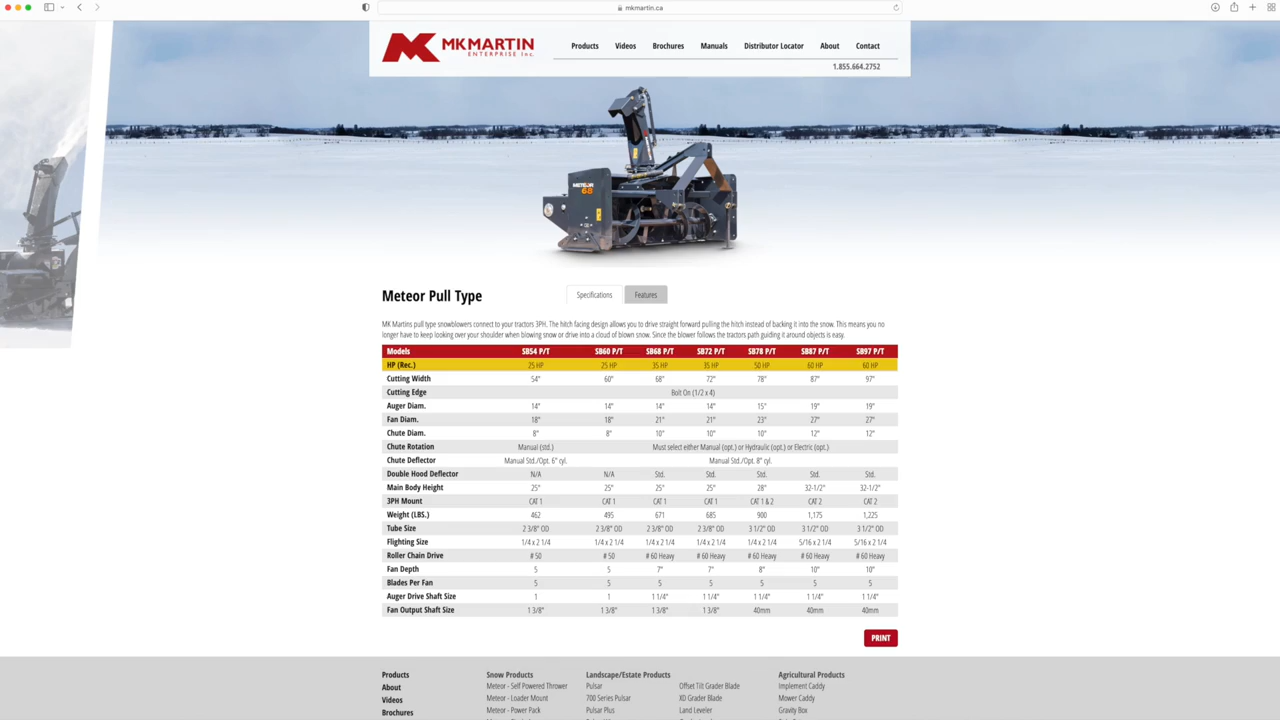 mkmartin.ca
MKMARTIN
ENTERPRISE Inc.
Products Videos Brochures Manuals Distributor Locator About Contact
1.855.664.2752
METEOR
68
Meteor Pull Type
Specifications Features
MK Martins pull type snowblowers connect to your tractors 3PH. The hitch facing design allows you to drive straight forward pulling the hitch instead of backing it into the snow. This means you no
longer have to keep looking over your shoulder when blowing snow or drive into a cloud of blown snow. Since the blower follows the tractors path guiding it around objects is easy.
Models SB54 P/T SB60 P/T SB68 P/T SB72 P/T SB78 P/T SB87 P/T SB97 P/T
HP (Rec.) 25 HP 25 HP 35 HP 35 HP 50 HP 60 HP 60 HP
Cutting Width 54" 60" 68" 72" 78" 87" 97"
Cutting Edge Bolt On (1/2 x 4)
Auger Diam. 14" 14" 14" 14" 15" 19" 19"
Fan Diam. 18" 18" 21" 21" 23" 27" 27"
Chute Diam. 8" 8" 10" 10" 10" 12" 12"
Chute Rotation Manual (std.) Must select either Manual (opt.) or Hydraulic (opt.) or Electric (opt.)
Chute Deflector Manual Std./Opt. 6" cyl. Manual Std./Opt. 8" cyl.
Double Hood Deflector N/A N/A Std. Std. Std. Std. Std.
Main Body Height 25" 25" 25" 25" 28" 32-1/2" 32-1/2"
3PH Mount CAT 1 CAT 1 CAT 1 CAT 1 CAT 1 & 2 CAT 2 CAT 2
Weight (LBS.) 462 495 671 685 900 1,175 1,225
Tube Size 2 3/8" OD 2 3/8" OD 2 3/8" OD 2 3/8" OD 3 1/2" OD 3 1/2" OD 3 1/2" OD
Flighting Size 1/4 x 2 1/4 1/4 x 2 1/4 1/4 x 2 1/4 1/4 x 2 1/4 1/4 x 2 1/4 5/16 x 2 1/4 5/16 x 2 1/4
Roller Chain Drive # 50 # 50 # 60 Heavy # 60 Heavy # 60 Heavy # 60 Heavy # 60 Heavy
Fan Depth 5 5 7" 7" 8" 10" 10"
Blades Per Fan 5 5 5 5 5 5 5
Auger Drive Shaft Size 1 1 1 1/4" 1 1/4" 1 1/4" 1 1/4" 1 1/4"
Fan Output Shaft Size 1 3/8" 1 3/8" 1 3/8" 1 3/8" 40mm 40mm 40mm
PRINT
Products Snow Products Landscape/Estate Products Agricultural Products
About Meteor - Self Powered Thrower Pulsar Offset Tilt Grader Blade Implement Caddy
Videos Meteor - Loader Mount 700 Series Pulsar XD Grader Blade Mower Caddy
Brochures Meteor - Power Pack Pulsar Plus Land Leveler Gravity Box